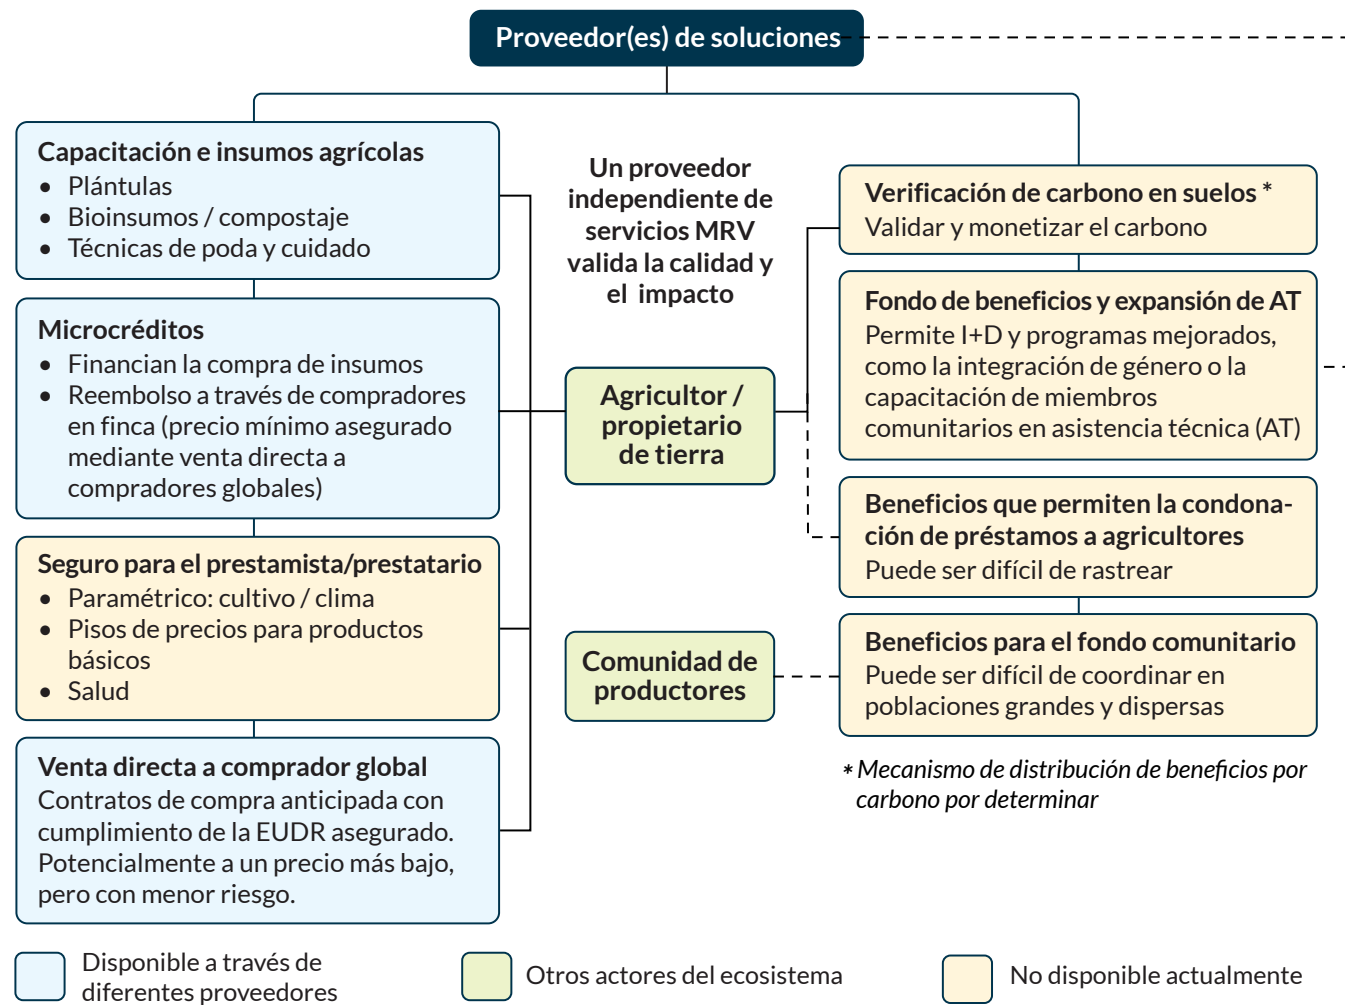 Proveedor(es) de soluciones
Capacitación e insumos agrícolas
• Plántulas
• Bioinsumos / compostaje
• Técnicas de poda y cuidado
Microcréditos
• Financian la compra de insumos
• Reembolso a través de compradores
en finca (precio mínimo asegurado
mediante venta directa a
compradores globales)
Seguro para el prestamista/prestatario
• Paramétrico: cultivo / clima
• Pisos de precios para productos
básicos
• Salud
Venta directa a comprador global
Contratos de compra anticipada con
cumplimiento de la EUDR asegurado.
Potencialmente a un precio más bajo,
pero con menor riesgo.
Un proveedor
independiente de
servicios MRV
valida la calidad y
el impacto
Agricultor /
propietario
de tierra
Comunidad de
productores
Verificación de carbono en suelos *
Validar y monetizar el carbono
Fondo de beneficios y expansión de AT
Permite I+D y programas mejorados,
como la integración de género o la
capacitación de miembros
comunitarios en asistencia técnica (AT)
Beneficios que permiten la condona-
ción de préstamos a agricultores
Puede ser difícil de rastrear
Beneficios para el fondo comunitario
Puede ser difícil de coordinar en
poblaciones grandes y dispersas
* Mecanismo de distribución de beneficios por
carbono por determinar
Disponible a través de
diferentes proveedores
Otros actores del ecosistema
No disponible actualmente